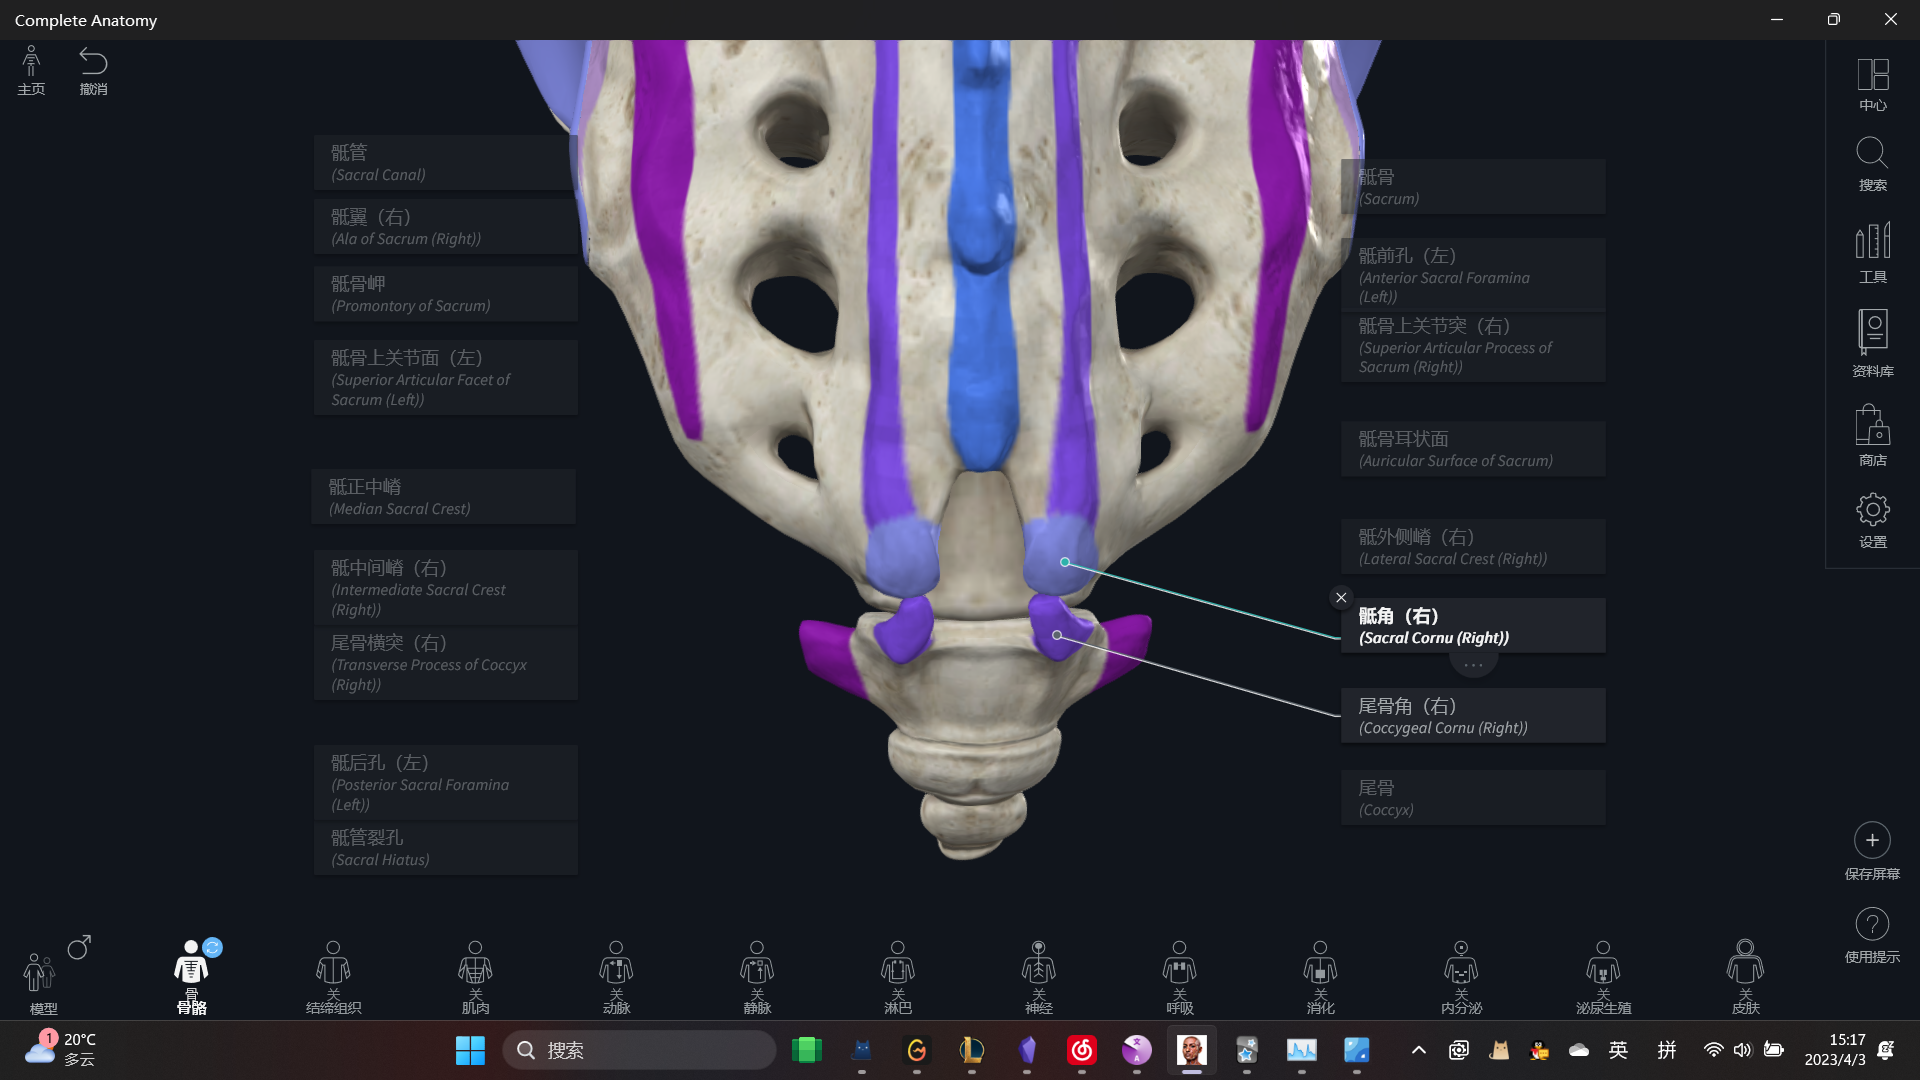 Complete Anatomy
主页
撤消
骶管
(Sacral Canal)
骶翼（右）
(Ala of Sacrum (Right))
骶骨岬
(Promontory of Sacrum)
骶骨上关节面（左）
(Superior Articular Facet of
Sacrum (Left))
骶正中嵴
(Median Sacral Crest)
骶中间嵴（右）
(Intermediate Sacral Crest
(Right))
尾骨横突（右）
(Transverse Process of Coccyx
(Right))
骶后孔（左）
(Posterior Sacral Foramina
(Left))
骶管裂孔
(Sacral Hiatus)
骶骨
(Sacrum)
骶前孔（左）
(Anterior Sacral Foramina
(Left))
骶骨上关节突（右）
(Superior Articular Process of
Sacrum (Right))
骶骨耳状面
(Auricular Surface of Sacrum)
骶外侧嵴（右）
(Lateral Sacral Crest (Right))
骶角（右）
(Sacral Cornu (Right))
...
尾骨角（右）
(Coccygeal Cornu (Right))
尾骨
(Coccyx)
中心
搜索
工具
资料库
商店
设置
保存屏幕
使用提示
模型
骨
骨骼
关
结缔组织
关
肌肉
关
动脉
关
静脉
关
淋巴
关
神经
关
呼吸
关
消化
关
内分泌
关
泌尿生殖
关
皮肤
1
20°C
多云
搜索
英
拼
15:17
2023/4/3